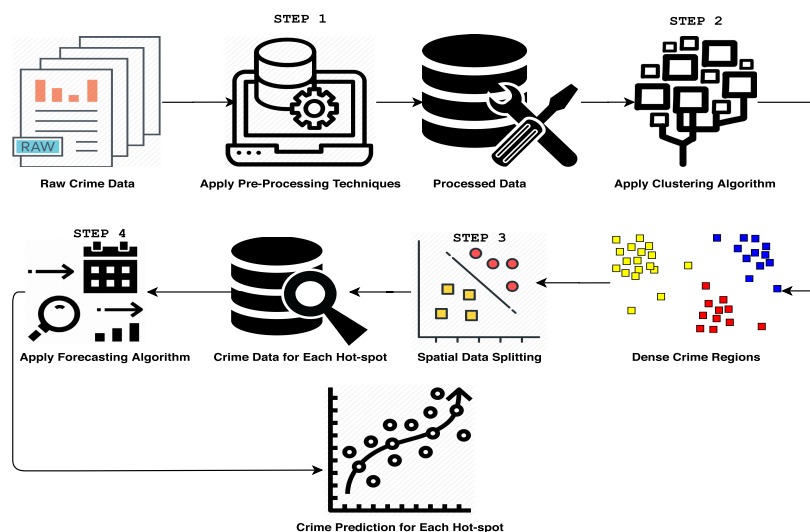 STEP 1
STEP 2
RAW
Raw Crime Data
Apply Pre-Processing Techniques
Processed Data
Apply Clustering Algorithm
STEP 4
STEP 3
Apply Forecasting Algorithm
Crime Data for Each Hot-spot
Spatial Data Splitting
Dense Crime Regions
Crime Prediction for Each Hot-spot